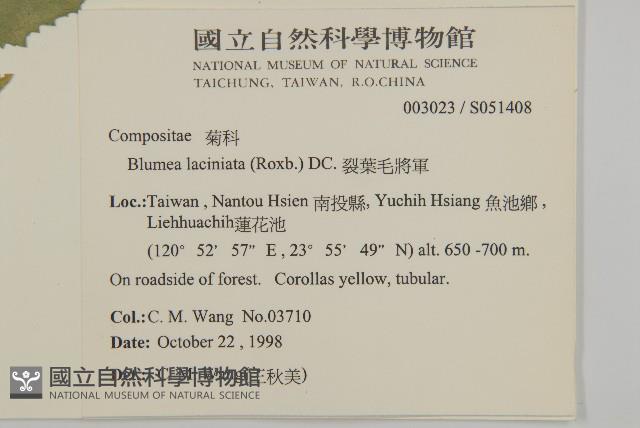 國立自然科學博物館
NATIONAL MUSEUM OF NATURAL SCIENCE
TAICHUNG, TAIWAN, R.O.CHINA
003023 / S051408
Compositae 菊科
Blumea laciniata (Roxb.) DC. 裂葉毛將軍
Loc.:Taiwan , Nantou Hsien 南投縣, Yuchih Hsiang 魚池鄉 ,
Liehhuachih蓮花池
(120° 52' 57" E , 23° 55' 49" N) alt. 650 -700 m.
On roadside of forest. Corollas yellow, tubular.
Col.:C. M. Wang No.03710
Date: October 22 , 1998
王秋美)
國立自然科學博物館
NATIONAL MUSEUM OF NATURAL SCIENCE